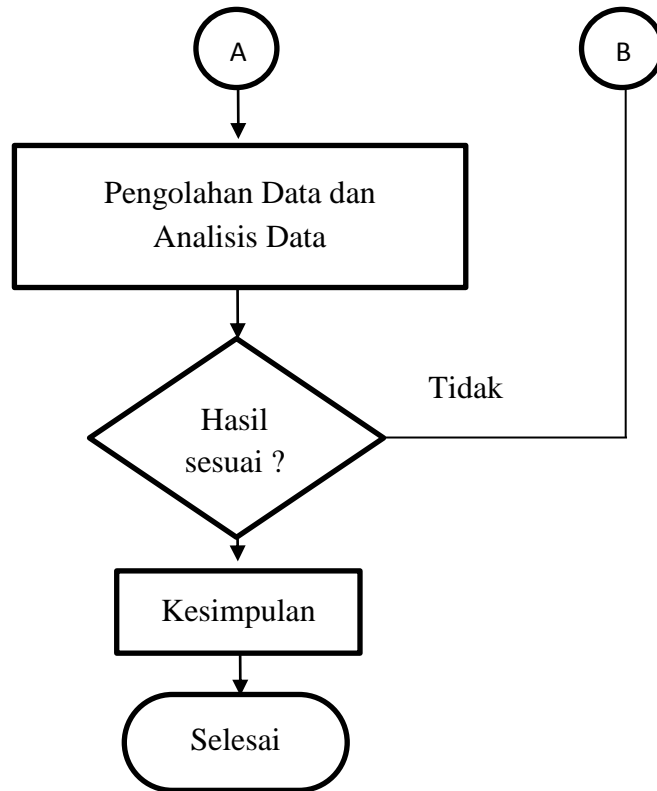 A
B
Pengolahan Data dan
Analisis Data
Tidak
Hasil
sesuai ?
Kesimpulan
Selesai